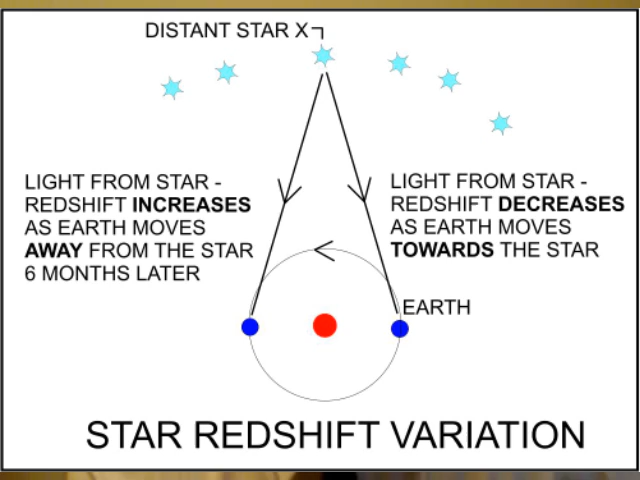 DISTANT STAR X
LIGHT FROM STAR -
REDSHIFT INCREASES
AS EARTH MOVES
AWAY FROM THE STAR
6 MONTHS LATER
LIGHT FROM STAR -
REDSHIFT DECREASES
AS EARTH MOVES
TOWARDS THE STAR
EARTH
STAR REDSHIFT VARIATION